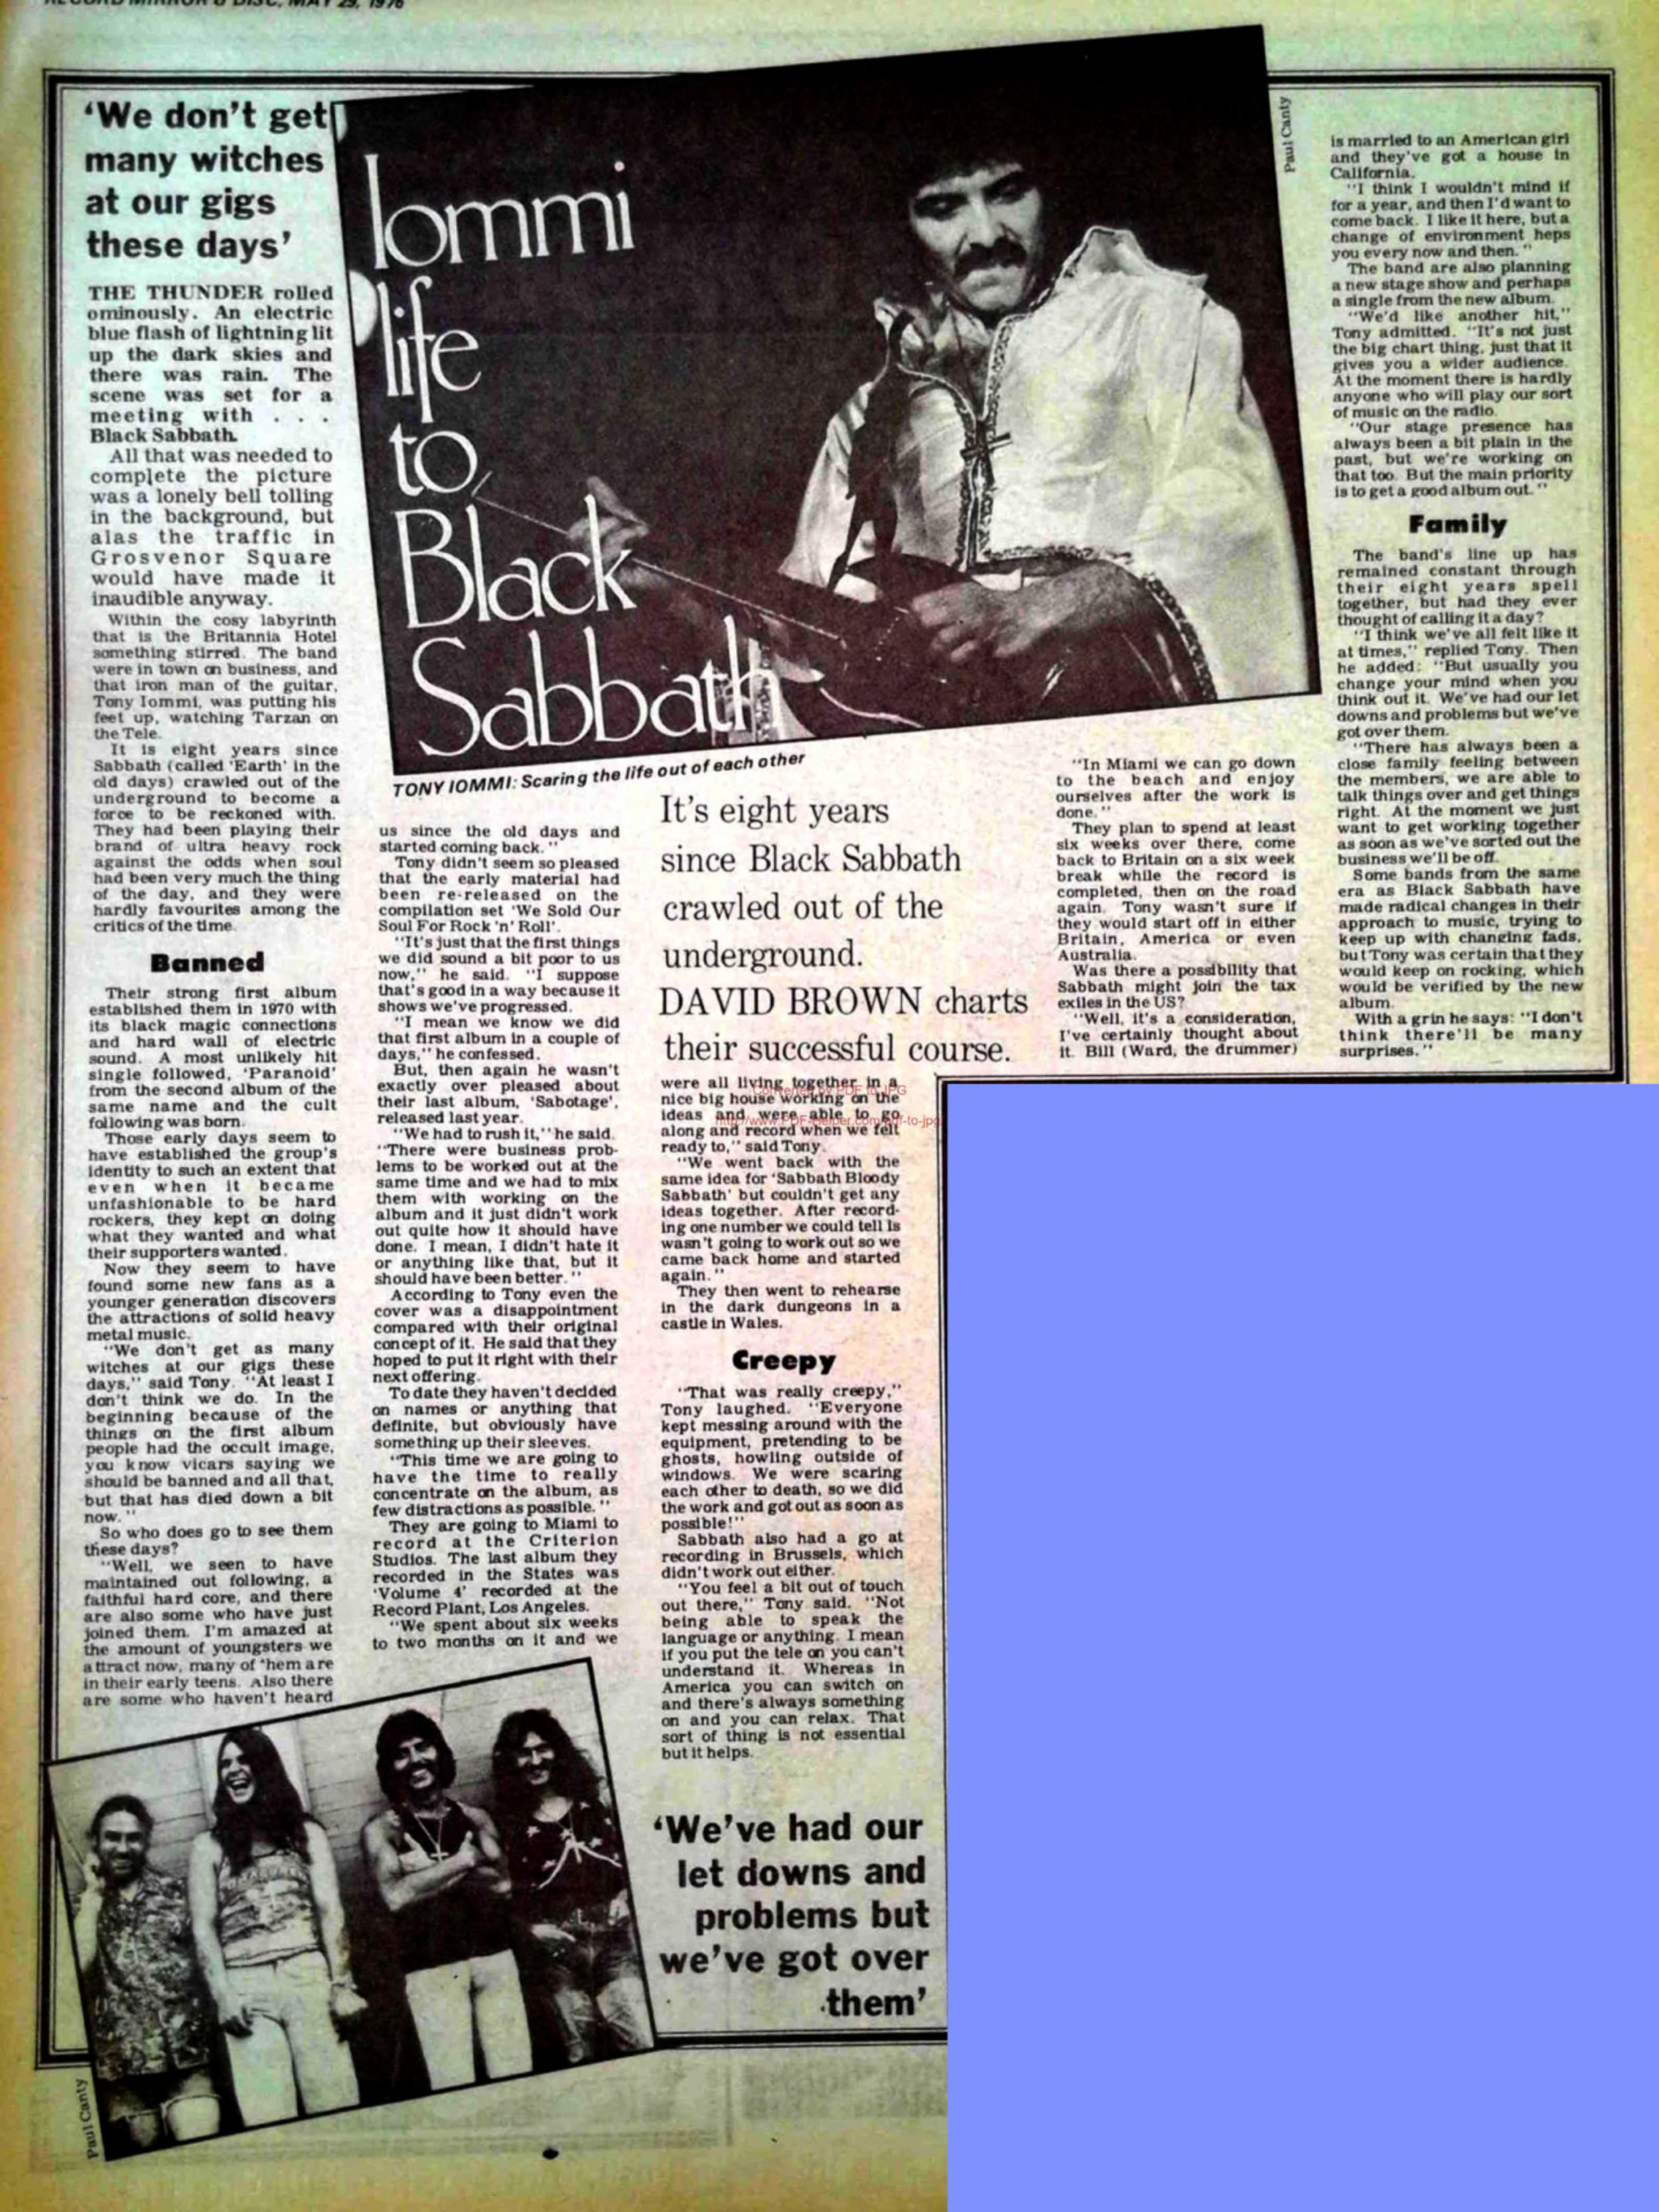 RECORD MIRROR & DISC, MAY 29, 1976
'We don't get
many witches
at our gigs
these days'
Iommi
life
to
Black
Sabbath
Paul Canty
TONY IOMMI: Scaring the life out of each other
THE THUNDER rolled
ominously. An electric
blue flash of lightning lit
up the dark skies and
there was rain. The
scene was set for a
meeting with . . .
Black Sabbath.
All that was needed to
complete the picture
was a lonely bell tolling
in the background, but
alas the traffic in
Grosvenor Square
would have made it
inaudible anyway.
Within the cosy labyrinth
that is the Britannia Hotel
something stirred. The band
were in town on business, and
that iron man of the guitar,
Tony Iommi, was putting his
feet up, watching Tarzan on
the Tele.
It is eight years since
Sabbath (called 'Earth' in the
old days) crawled out of the
underground to become a
force to be reckoned with.
They had been playing their
brand of ultra heavy rock
against the odds when soul
had been very much the thing
of the day, and they were
hardly favourites among the
critics of the time.
Banned
Their strong first album
established them in 1970 with
its black magic connections
and hard wall of electric
sound. A most unlikely hit
single followed, 'Paranoid'
from the second album of the
same name and the cult
following was born.
Those early days seem to
have established the group's
identity to such an extent that
even when it became
unfashionable to be hard
rockers, they kept on doing
what they wanted and what
their supporters wanted.
Now they seem to have
found some new fans as a
younger generation discovers
the attractions of solid heavy
metal music.
"We don't get as many
witches at our gigs these
days," said Tony. "At least I
don't think we do. In the
beginning because of the
things on the first album
people had the occult image,
you know vicars saying we
should be banned and all that,
but that has died down a bit
now."
So who does go to see them
these days?
"Well, we seen to have
maintained out following, a
faithful hard core, and there
are also some who have just
joined them. I'm amazed at
the amount of youngsters we
attract now, many of 'hem are
in their early teens. Also there
are some who haven't heard
us since the old days and
started coming back."
Tony didn't seem so pleased
that the early material had
been re-released on the
compilation set 'We Sold Our
Soul For Rock 'n' Roll'.
"It's just that the first things
we did sound a bit poor to us
now," he said. "I suppose
that's good in a way because it
shows we've progressed.
"I mean we know we did
that first album in a couple of
days," he confessed.
But, then again he wasn't
exactly over pleased about
their last album, 'Sabotage',
released last year.
"We had to rush it," he said.
"There were business prob-
lems to be worked out at the
same time and we had to mix
them with working on the
album and it just didn't work
out quite how it should have
done. I mean, I didn't hate it
or anything like that, but it
should have been better."
According to Tony even the
cover was a disappointment
compared with their original
concept of it. He said that they
hoped to put it right with their
next offering.
To date they haven't decided
on names or anything that
definite, but obviously have
something up their sleeves.
"This time we are going to
have the time to really
concentrate on the album, as
few distractions as possible."
They are going to Miami to
record at the Criterion
Studios. The last album they
recorded in the States was
'Volume 4' recorded at the
Record Plant, Los Angeles.
"We spent about six weeks
to two months on it and we
It's eight years
since Black Sabbath
crawled out of the
underground.
DAVID BROWN charts
their successful course.
were all living together in a
nice big house working on the
ideas and were able to go
along and record when we felt
ready to," said Tony.
Converted by PDF to JPG
http://www.PDF-Helper.com/pdf-to-jpg
"We went back with the
same idea for 'Sabbath Bloody
Sabbath' but couldn't get any
ideas together. After record-
ing one number we could tell is
wasn't going to work out so we
came back home and started
again."
They then went to rehearse
in the dark dungeons in a
castle in Wales.
Creepy
"That was really creepy,"
Tony laughed. "Everyone
kept messing around with the
equipment, pretending to be
ghosts, howling outside of
windows. We were scaring
each other to death, so we did
the work and got out as soon as
possible!"
Sabbath also had a go at
recording in Brussels, which
didn't work out either.
"You feel a bit out of touch
out there," Tony said. "Not
being able to speak the
language or anything. I mean
if you put the tele on you can't
understand it. Whereas in
America you can switch on
and there's always something
on and you can relax. That
sort of thing is not essential
but it helps.
'We've had our
let downs and
problems but
we've got over
them'
"In Miami we can go down
to the beach and enjoy
ourselves after the work is
done."
They plan to spend at least
six weeks over there, come
back to Britain on a six week
break while the record is
completed, then on the road
again. Tony wasn't sure if
they would start off in either
Britain, America or even
Australia.
Was there a possibility that
Sabbath might join the tax
exiles in the US?
"Well, it's a consideration,
I've certainly thought about
it. Bill (Ward, the drummer)
is married to an American girl
and they've got a house in
California.
"I think I wouldn't mind if
for a year, and then I'd want to
come back. I like it here, but a
change of environment heps
you every now and then."
The band are also planning
a new stage show and perhaps
a single from the new album.
"We'd like another hit,"
Tony admitted. "It's not just
the big chart thing, just that it
gives you a wider audience.
At the moment there is hardly
anyone who will play our sort
of music on the radio.
"Our stage presence has
always been a bit plain in the
past, but we're working on
that too. But the main priority
is to get a good album out."
Family
The band's line up has
remained constant through
their eight years spell
together, but had they ever
thought of calling it a day?
"I think we've all felt like it
at times," replied Tony. Then
he added: "But usually you
change your mind when you
think out it. We've had our let
downs and problems but we've
got over them.
"There has always been a
close family feeling between
the members, we are able to
talk things over and get things
right. At the moment we just
want to get working together
as soon as we've sorted out the
business we'll be off.
Some bands from the same
era as Black Sabbath have
made radical changes in their
approach to music, trying to
keep up with changing fads,
but Tony was certain that they
would keep on rocking, which
would be verified by the new
album.
With a grin he says: "I don't
think there'll be many
surprises."
Paul Canty